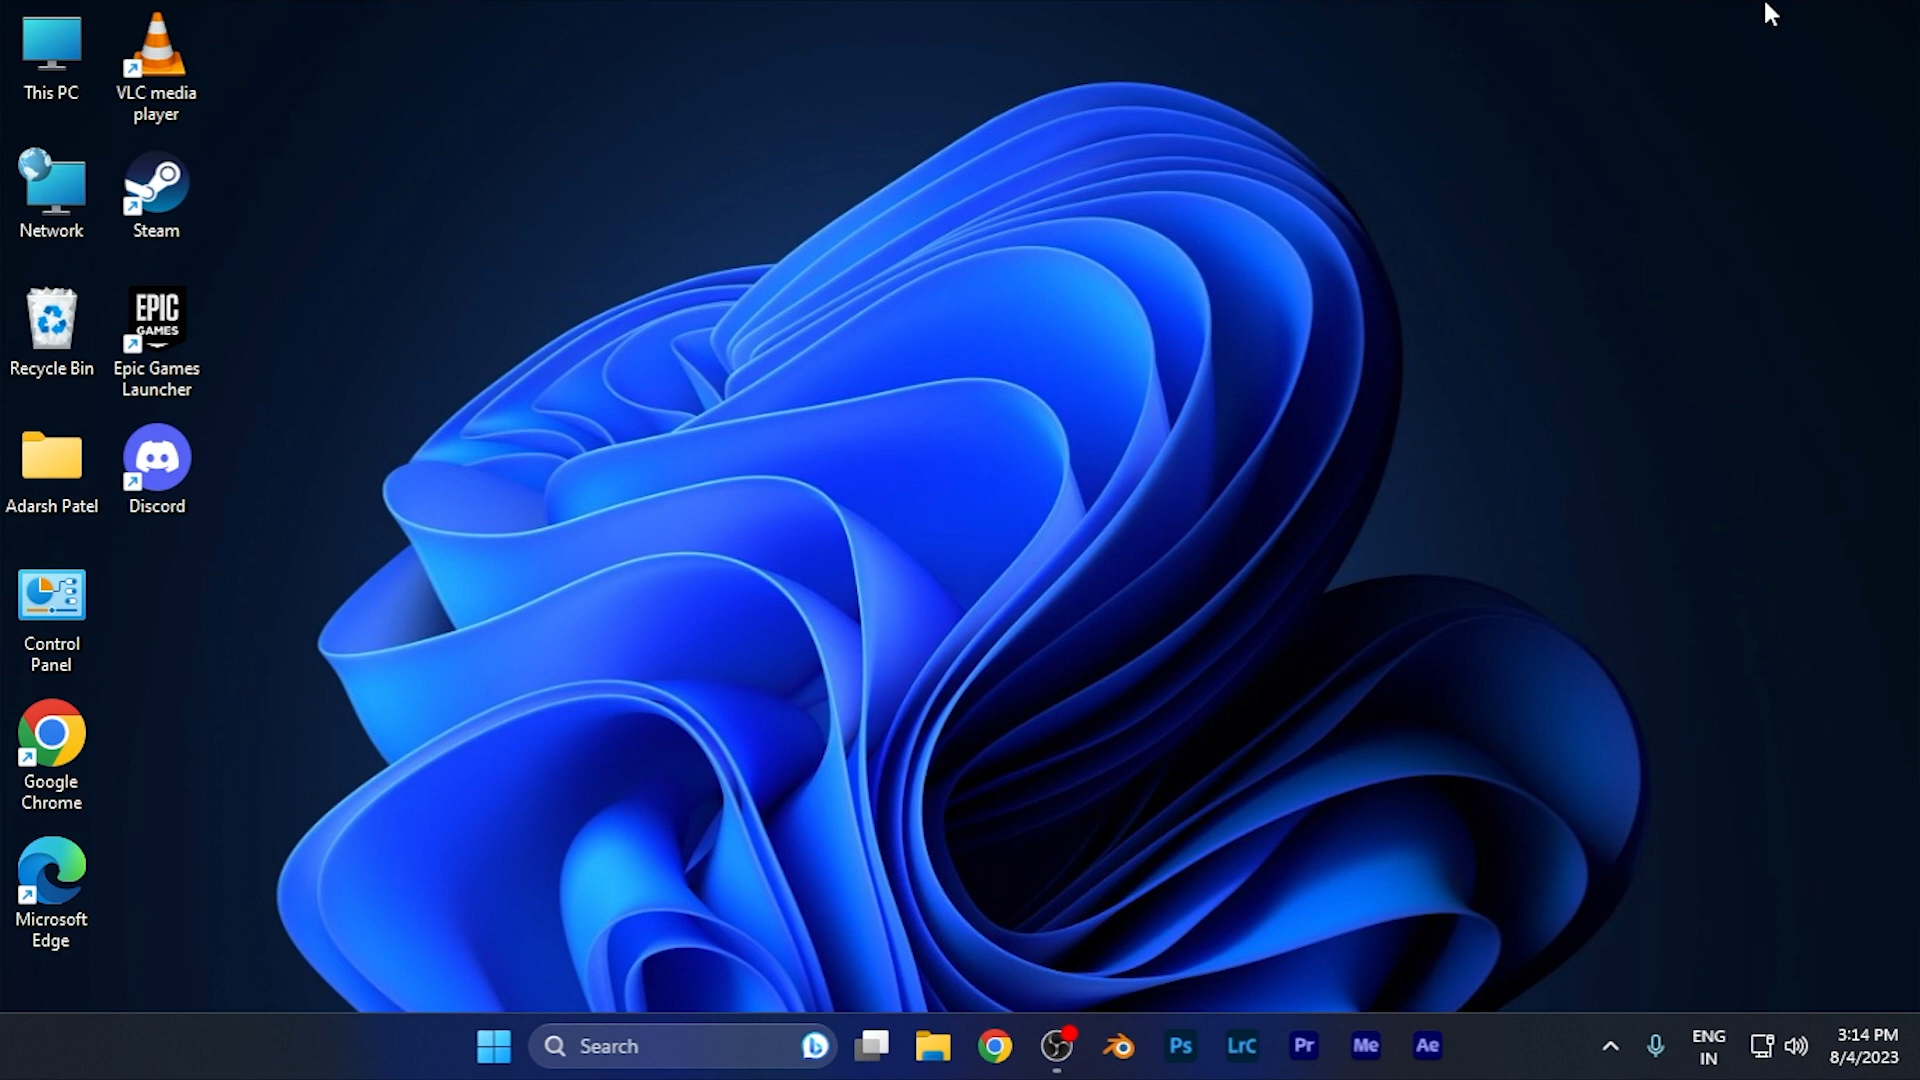 This PC
VLC media
player
Network
Steam
Recycle Bin
EPIC
GAMES
Epic Games
Launcher
Adarsh Patel
Discord
Control
Panel
Google
Chrome
Microsoft
Edge
Search
Ps
LrC
Pr
Me
Ae
ENG
IN
3:14 PM
8/4/2023